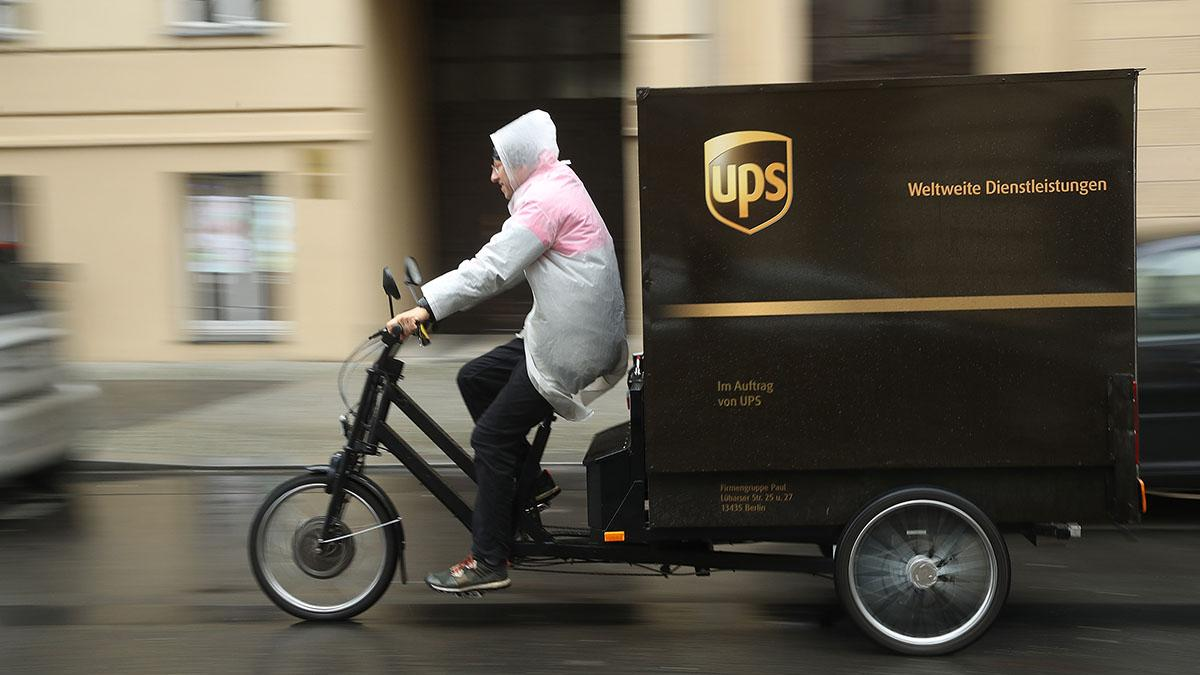 ups
Weltweite Dienstleistungen
Im Auftrag
von UPS
Firmengruppe Paul
Lübarser Str. 25 u. 27
13435 Berlin